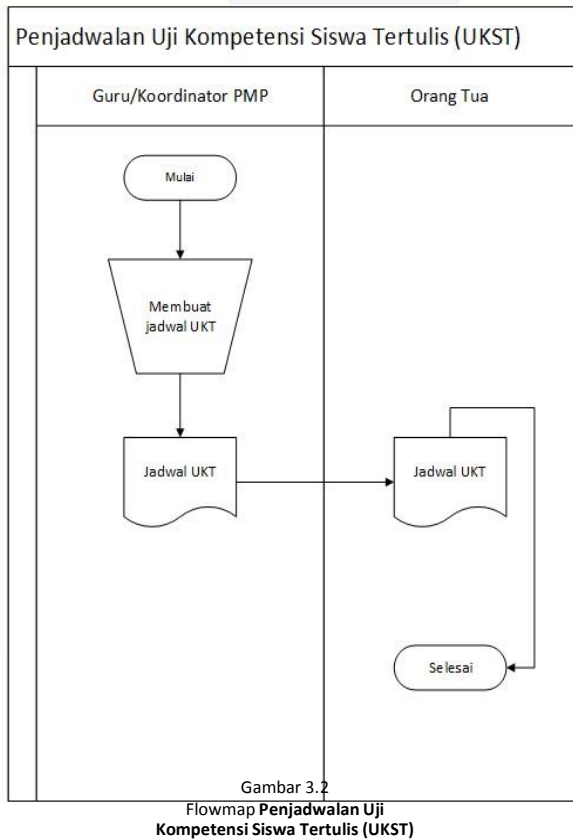 Penjadwalan Uji Kompetensi Siswa Tertulis (UKST)
Guru/Koordinator PMP
Orang Tua
Mulai
Membuat
jadwal UKT
Jadwal UKT
Jadwal UKT
Selesai
Gambar 3.2
Flowmap Penjadwalan Uji
Kompetensi Siswa Tertulis (UKST)